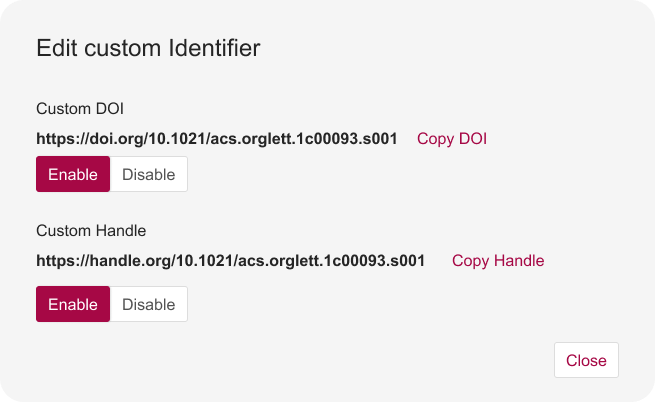 Edit custom Identifier
Custom DOI
https://doi.org/10.1021/acs.orglett.1c00093.s001 Copy DOI
Enable Disable
Custom Handle
https://handle.org/10.1021/acs.orglett.1c00093.s001 Copy Handle
Enable Disable
Close